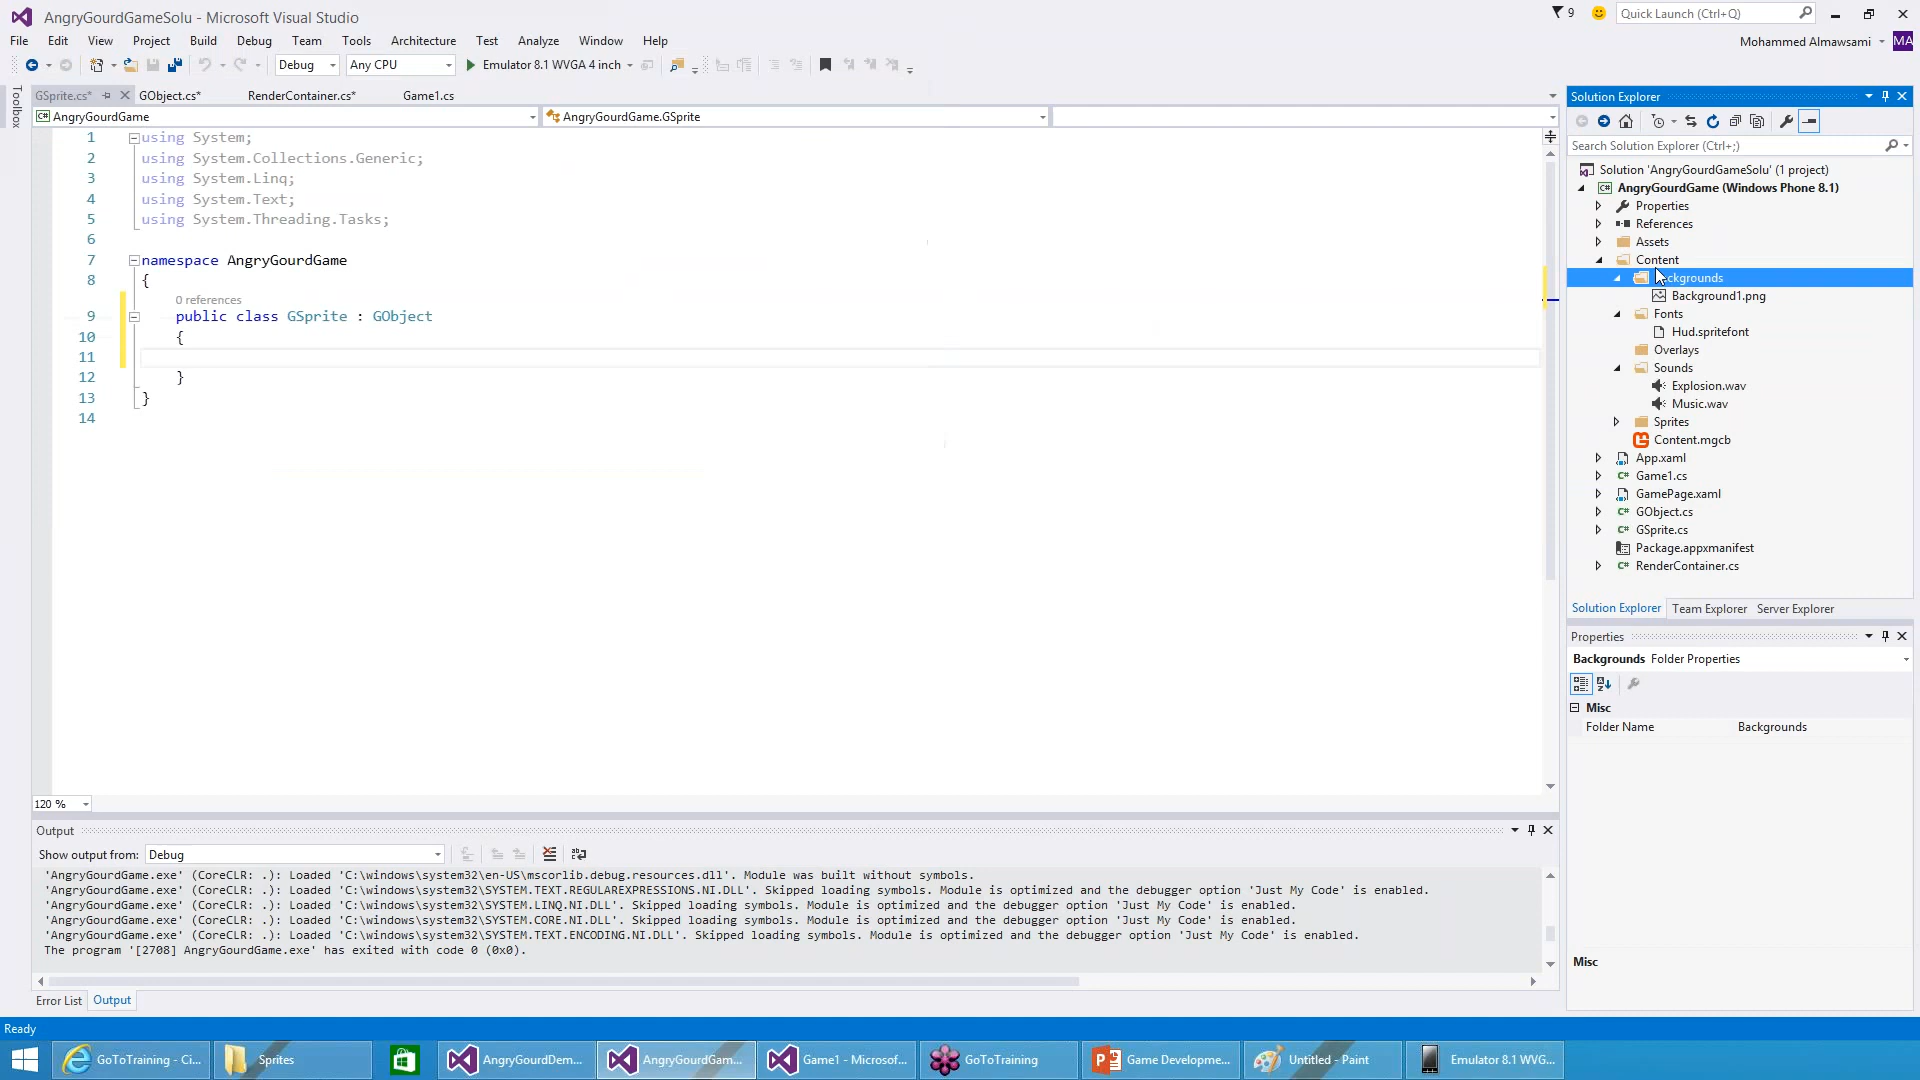 AngryGourdGameSolu - Microsoft Visual Studio
9
Quick Launch (Ctrl+Q)
File Edit View Project Build Debug Team Tools Architecture Test Analyze Window Help
Mohammed Almawsami MA
Debug Any CPU Emulator 8.1 WVGA 4 inch
Toolbox
GSprite.cs* GObject.cs* RenderContainer.cs* Game1.cs
AngryGourdGame AngryGourdGame.GSprite
1 using System;
2 using System.Collections.Generic;
3 using System.Linq;
4 using System.Text;
5 using System.Threading.Tasks;
6
7 namespace AngryGourdGame
8 {
0 references
9 public class GSprite : GObject
10 {
11
12 }
13 }
14
120 %
Solution Explorer
Search Solution Explorer (Ctrl+;)
Solution 'AngryGourdGameSolu' (1 project)
AngryGourdGame (Windows Phone 8.1)
Properties
References
Assets
Content
ckgrounds
Background1.png
Fonts
Hud.spritefont
Overlays
Sounds
Explosion.wav
Music.wav
Sprites
Content.mgcb
App.xaml
Game1.cs
GamePage.xaml
GObject.cs
GSprite.cs
Package.appxmanifest
RenderContainer.cs
Solution Explorer Team Explorer Server Explorer
Properties
Backgrounds Folder Properties
Misc
Folder Name Backgrounds
Misc
Output
Show output from: Debug
'AngryGourdGame.exe' (CoreCLR: .): Loaded 'C:\windows\system32\en-US\mscorlib.debug.resources.dll'. Module was built without symbols.
'AngryGourdGame.exe' (CoreCLR: .): Loaded 'C:\windows\system32\SYSTEM.TEXT.REGULAREXPRESSIONS.NI.DLL'. Skipped loading symbols. Module is optimized and the debugger option 'Just My Code' is enabled.
'AngryGourdGame.exe' (CoreCLR: .): Loaded 'C:\windows\system32\SYSTEM.LINQ.NI.DLL'. Skipped loading symbols. Module is optimized and the debugger option 'Just My Code' is enabled.
'AngryGourdGame.exe' (CoreCLR: .): Loaded 'C:\windows\system32\SYSTEM.CORE.NI.DLL'. Skipped loading symbols. Module is optimized and the debugger option 'Just My Code' is enabled.
'AngryGourdGame.exe' (CoreCLR: .): Loaded 'C:\windows\system32\SYSTEM.TEXT.ENCODING.NI.DLL'. Skipped loading symbols. Module is optimized and the debugger option 'Just My Code' is enabled.
The program '[2708] AngryGourdGame.exe' has exited with code 0 (0x0).
Error List Output
Ready
GoToTraining - Ci... Sprites AngryGourdDem... AngryGourdGam... Game1 - Microsof... GoToTraining Game Developme... Untitled - Paint Emulator 8.1 WVG...